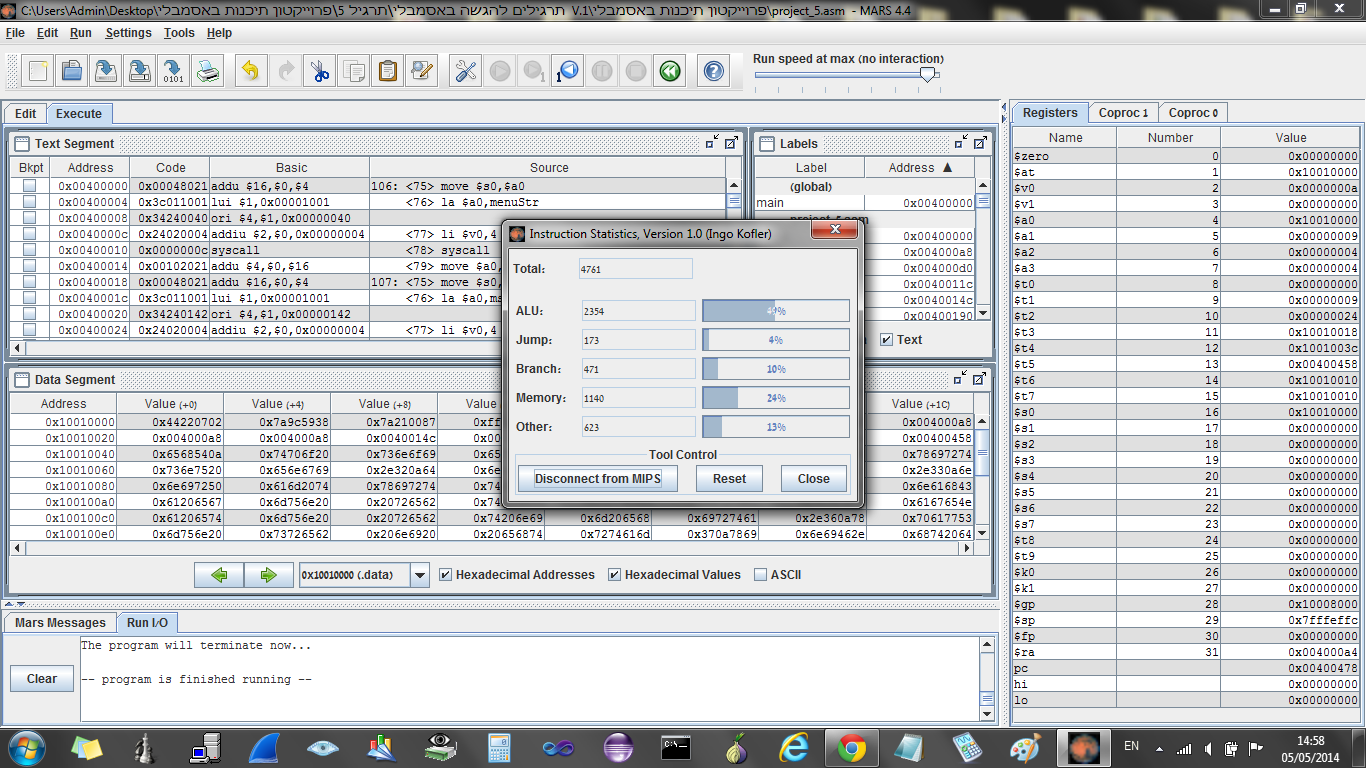 C:\Users\Admin\Desktop\פרוייקטון תיכנות באסמבלי\תרגילים להגשה באסמבלי V.1\תרגיל 5\פרוייקטון תיכנות באסמבלי\project_5.asm - MARS 4.4
File Edit Run Settings Tools Help
Run speed at max (no interaction)
Edit Execute
Registers Coproc 1 Coproc 0
Text Segment
Bkpt Address Code Basic Source
0x00400000 0x00048021 addu $16,$0,$4 106: <75> move $s0,$a0
0x00400004 0x3c011001 lui $1,0x00001001 <76> la $a0,menuStr
0x00400008 0x34240040 ori $4,$1,0x00000040
0x0040000c 0x24020004 addiu $2,$0,0x00000004 <77> li $v0,4
0x00400010 0x0000000c syscall <78> syscall
0x00400014 0x00102021 addu $4,$0,$16 <79> move $a0,
0x00400018 0x00048021 addu $16,$0,$4 107: <75> move $s0,
0x0040001c 0x3c011001 lui $1,0x00001001 <76> la $a0,ms
0x00400020 0x34240142 ori $4,$1,0x00000142
0x00400024 0x24020004 addiu $2,$0,0x00000004 <77> li $v0,4
Labels
Label Address ▲
(global)
main 0x00400000
project_5.asm
0x00400000
0x004000a8
0x004000d0
0x0040011c
0x0040014c
0x00400190
Text
Instruction Statistics, Version 1.0 (Ingo Kofler)
Total: 4761
ALU: 2354 49%
Jump: 173 4%
Branch: 471 10%
Memory: 1140 24%
Other: 623 13%
Tool Control
Disconnect from MIPS Reset Close
Data Segment
Address Value (+0) Value (+4) Value (+8) Value Value (+1C)
0x10010000 0x44220702 0x7a9c5938 0x7a210087 0xff 0x004000a8
0x10010020 0x004000a8 0x004000a8 0x0040014c 0x00 0x00400458
0x10010040 0x6568540a 0x74706f20 0x736e6f69 0x 0x78697274
0x10010060 0x736e7520 0x656e6769 0x2e320a64 0x6e 0x2e330a6e
0x10010080 0x6e697250 0x616d2074 0x78697274 0x 0x6e616843
0x100100a0 0x61206567 0x6d756e20 0x20726562 0x74 0x6167654e
0x100100c0 0x61206574 0x6d756e20 0x20726562 0x74206e69 0x6d206568 0x69727461 0x2e360a78 0x70617753
0x100100e0 0x6d756e20 0x73726562 0x206e6920 0x20656874 0x7274616d 0x370a7869 0x6e69462e 0x68742064
0x10010000 (.data) Hexadecimal Addresses Hexadecimal Values ASCII
Mars Messages Run I/O
Clear
The program will terminate now...
-- program is finished running --
Name Number Value
$zero 0 0x00000000
$at 1 0x10010000
$v0 2 0x0000000a
$v1 3 0x00000000
$a0 4 0x10010000
$a1 5 0x00000009
$a2 6 0x00000004
$a3 7 0x00000000
$t0 8 0x00000000
$t1 9 0x00000009
$t2 10 0x00000024
$t3 11 0x10010018
$t4 12 0x1001003c
$t5 13 0x00400458
$t6 14 0x10010010
$t7 15 0x10010010
$s0 16 0x10010000
$s1 17 0x00000000
$s2 18 0x00000000
$s3 19 0x00000000
$s4 20 0x00000000
$s5 21 0x00000000
$s6 22 0x00000000
$s7 23 0x00000000
$t8 24 0x00000000
$t9 25 0x00000000
$k0 26 0x00000000
$k1 27 0x00000000
$gp 28 0x10008000
$sp 29 0x7fffeffc
$fp 30 0x00000000
$ra 31 0x004000a4
pc 0x00400478
hi 0x00000000
lo 0x00000000
EN
14:58
05/05/2014